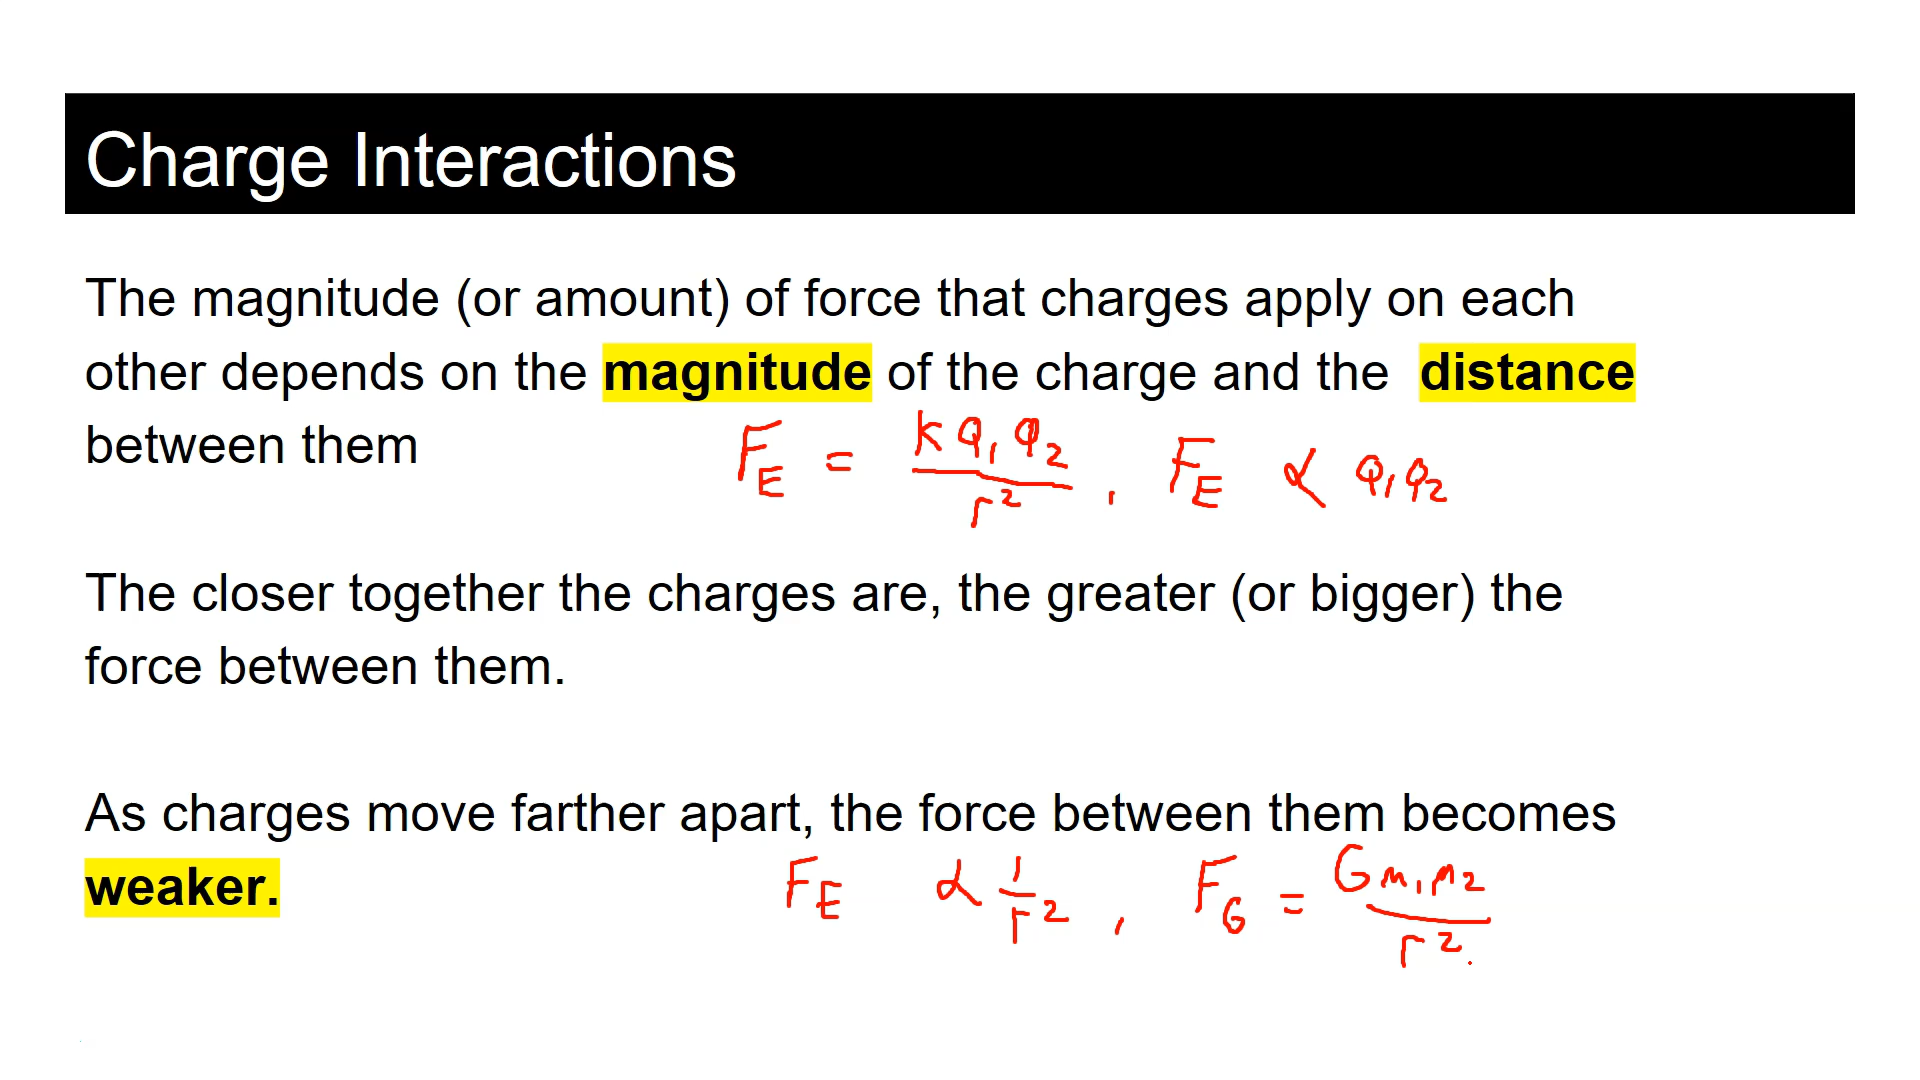 Charge Interactions
The magnitude (or amount) of force that charges apply on each
other depends on the magnitude of the charge and the distance
between them
F_E = kq₁q₂/r² , F_E ∝ q₁q₂
The closer together the charges are, the greater (or bigger) the
force between them.
As charges move farther apart, the force between them becomes
weaker.
F_E ∝ 1/r² , F_G = Gm₁m₂/r².